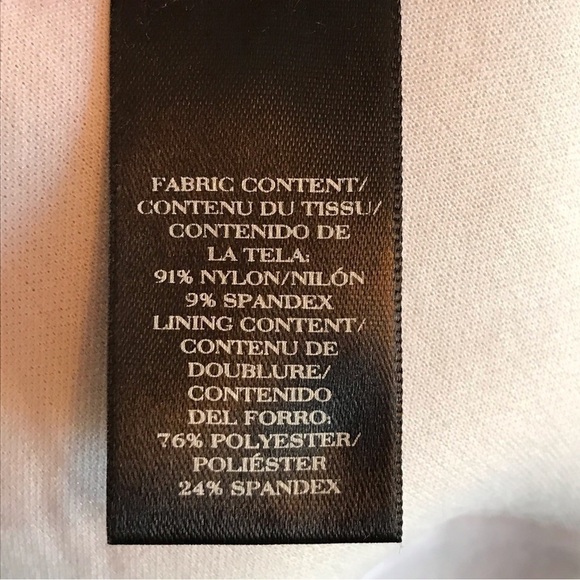 FABRIC CONTENT/
CONTENU DU TISSU/
CONTENIDO DE
LA TELA:
91% NYLON/NILÓN
9% SPANDEX
LINING CONTENT/
CONTENU DE
DOUBLURE/
CONTENIDO
DEL FORRO:
76% POLYESTER/
POLIÉSTER
24% SPANDEX